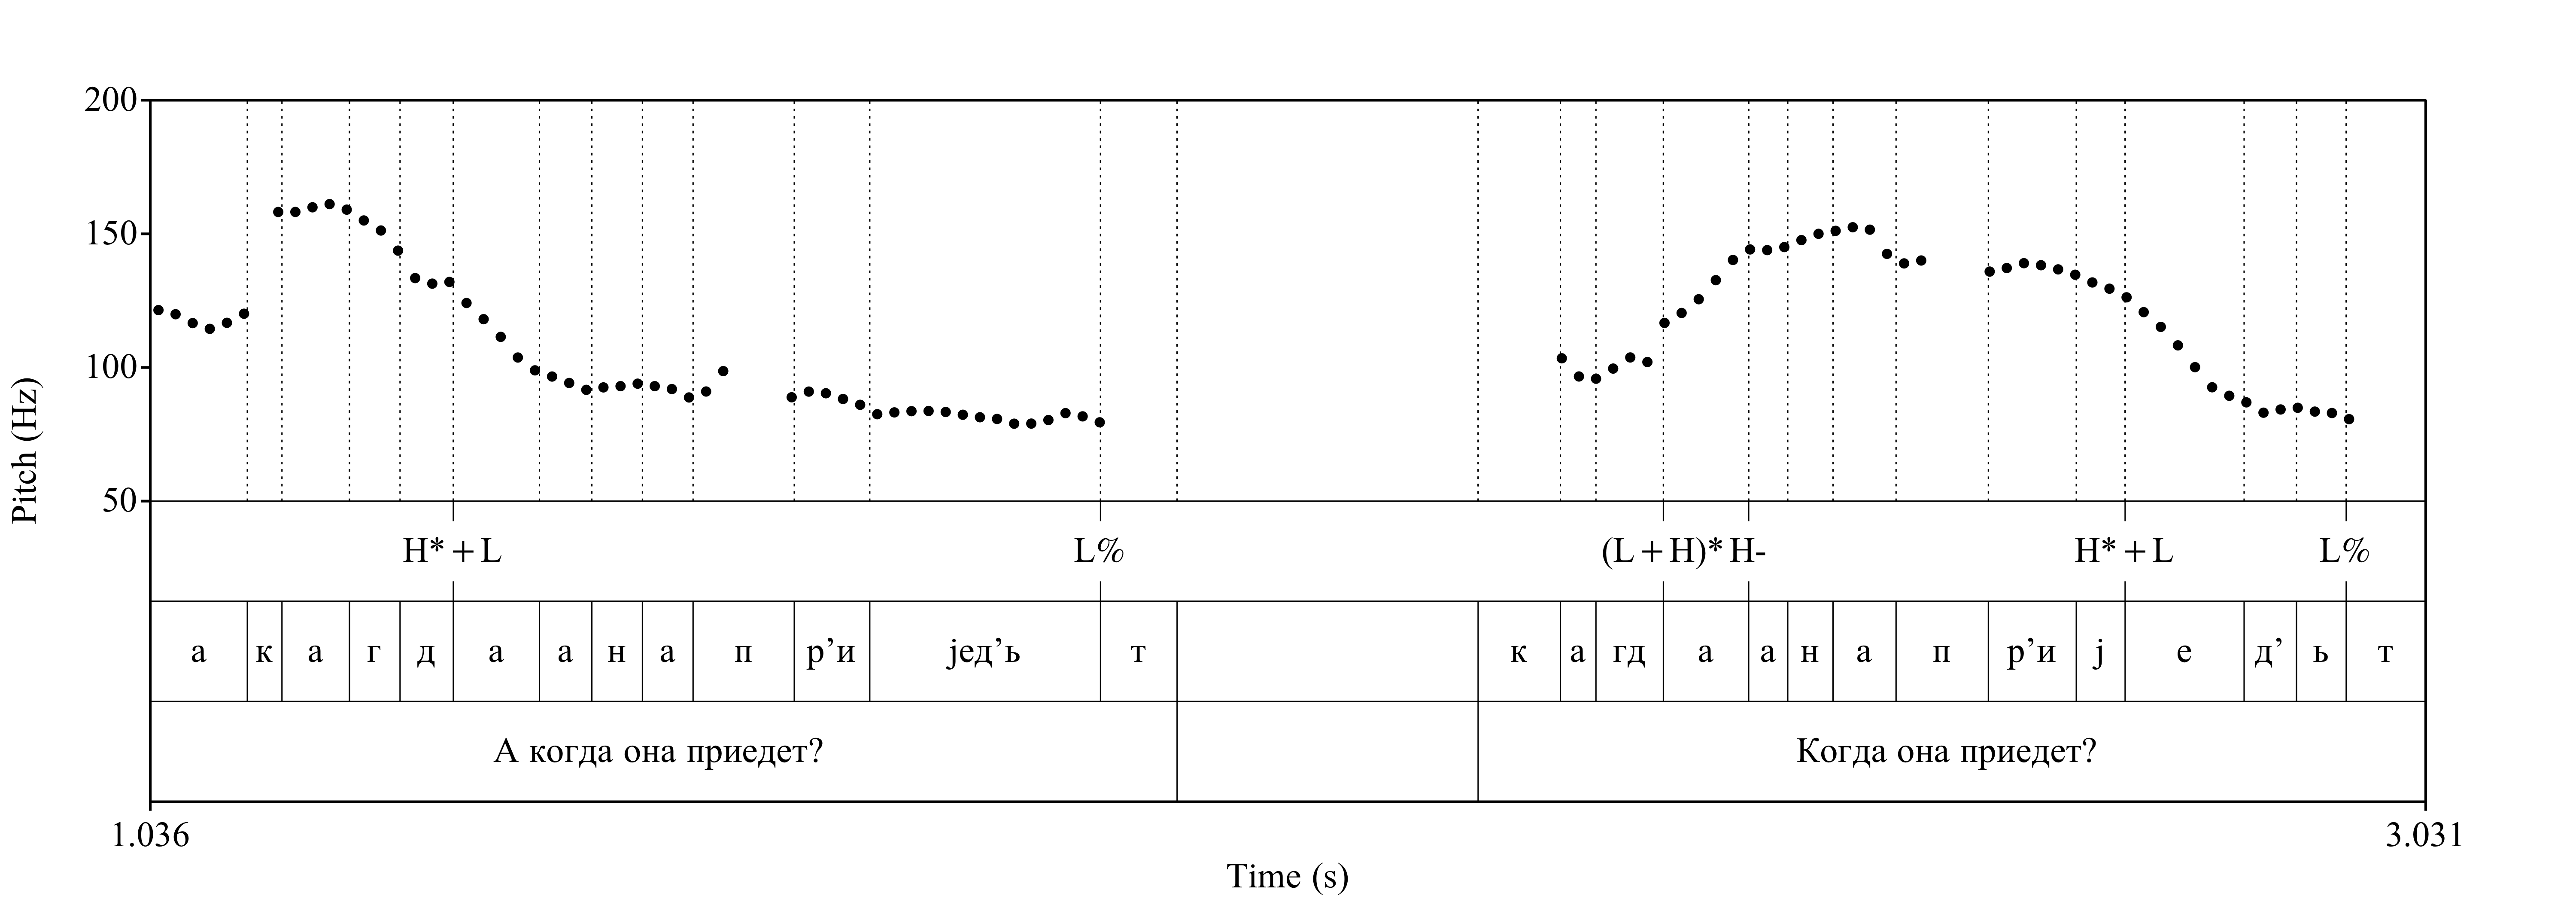 200
150
100
50
Pitch (Hz)
H* + L L% (L + H)* H- H* + L L%
а к а г д а а н а п р’и јед’ь т к а гд а а н а п р’и ј е д’ ь т
А когда она приедет? Когда она приедет?
1.036 3.031
Time (s)